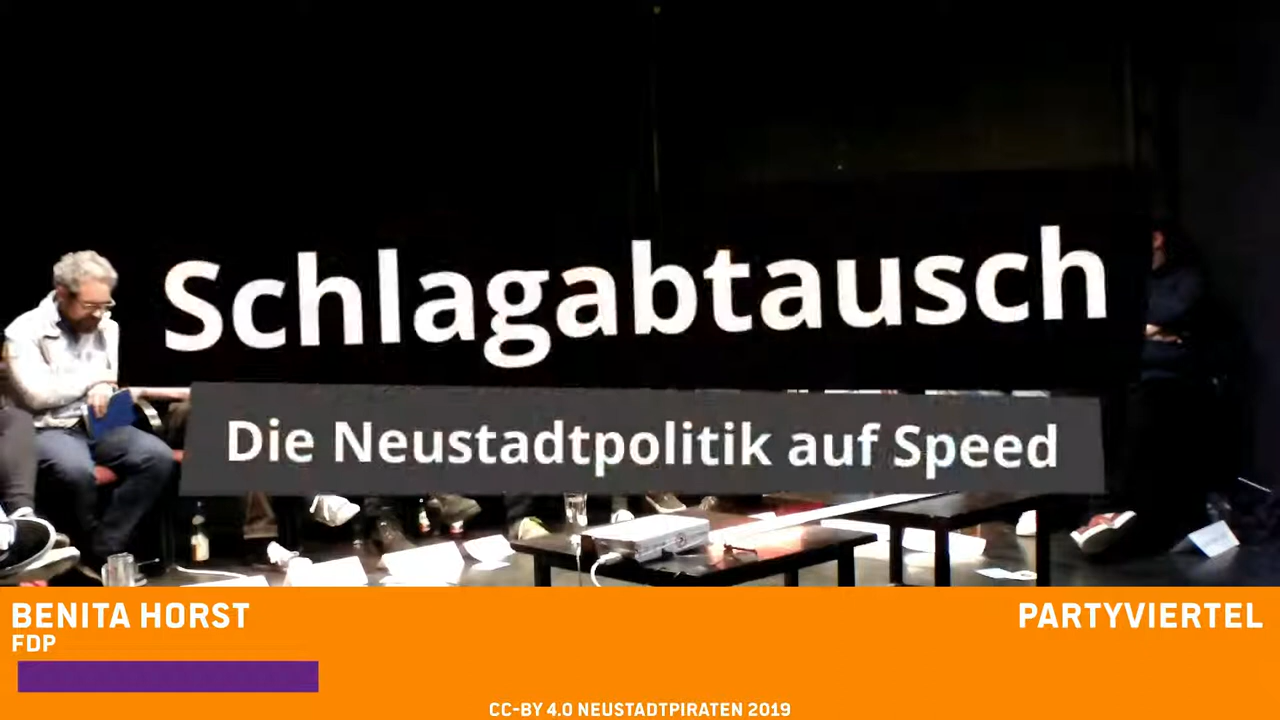 Schlagabtausch
Die Neustadtpolitik auf Speed
BENITA HORST
PARTYVIERTEL
FDP
CC-BY 4.0 NEUSTADTPIRATEN 2019